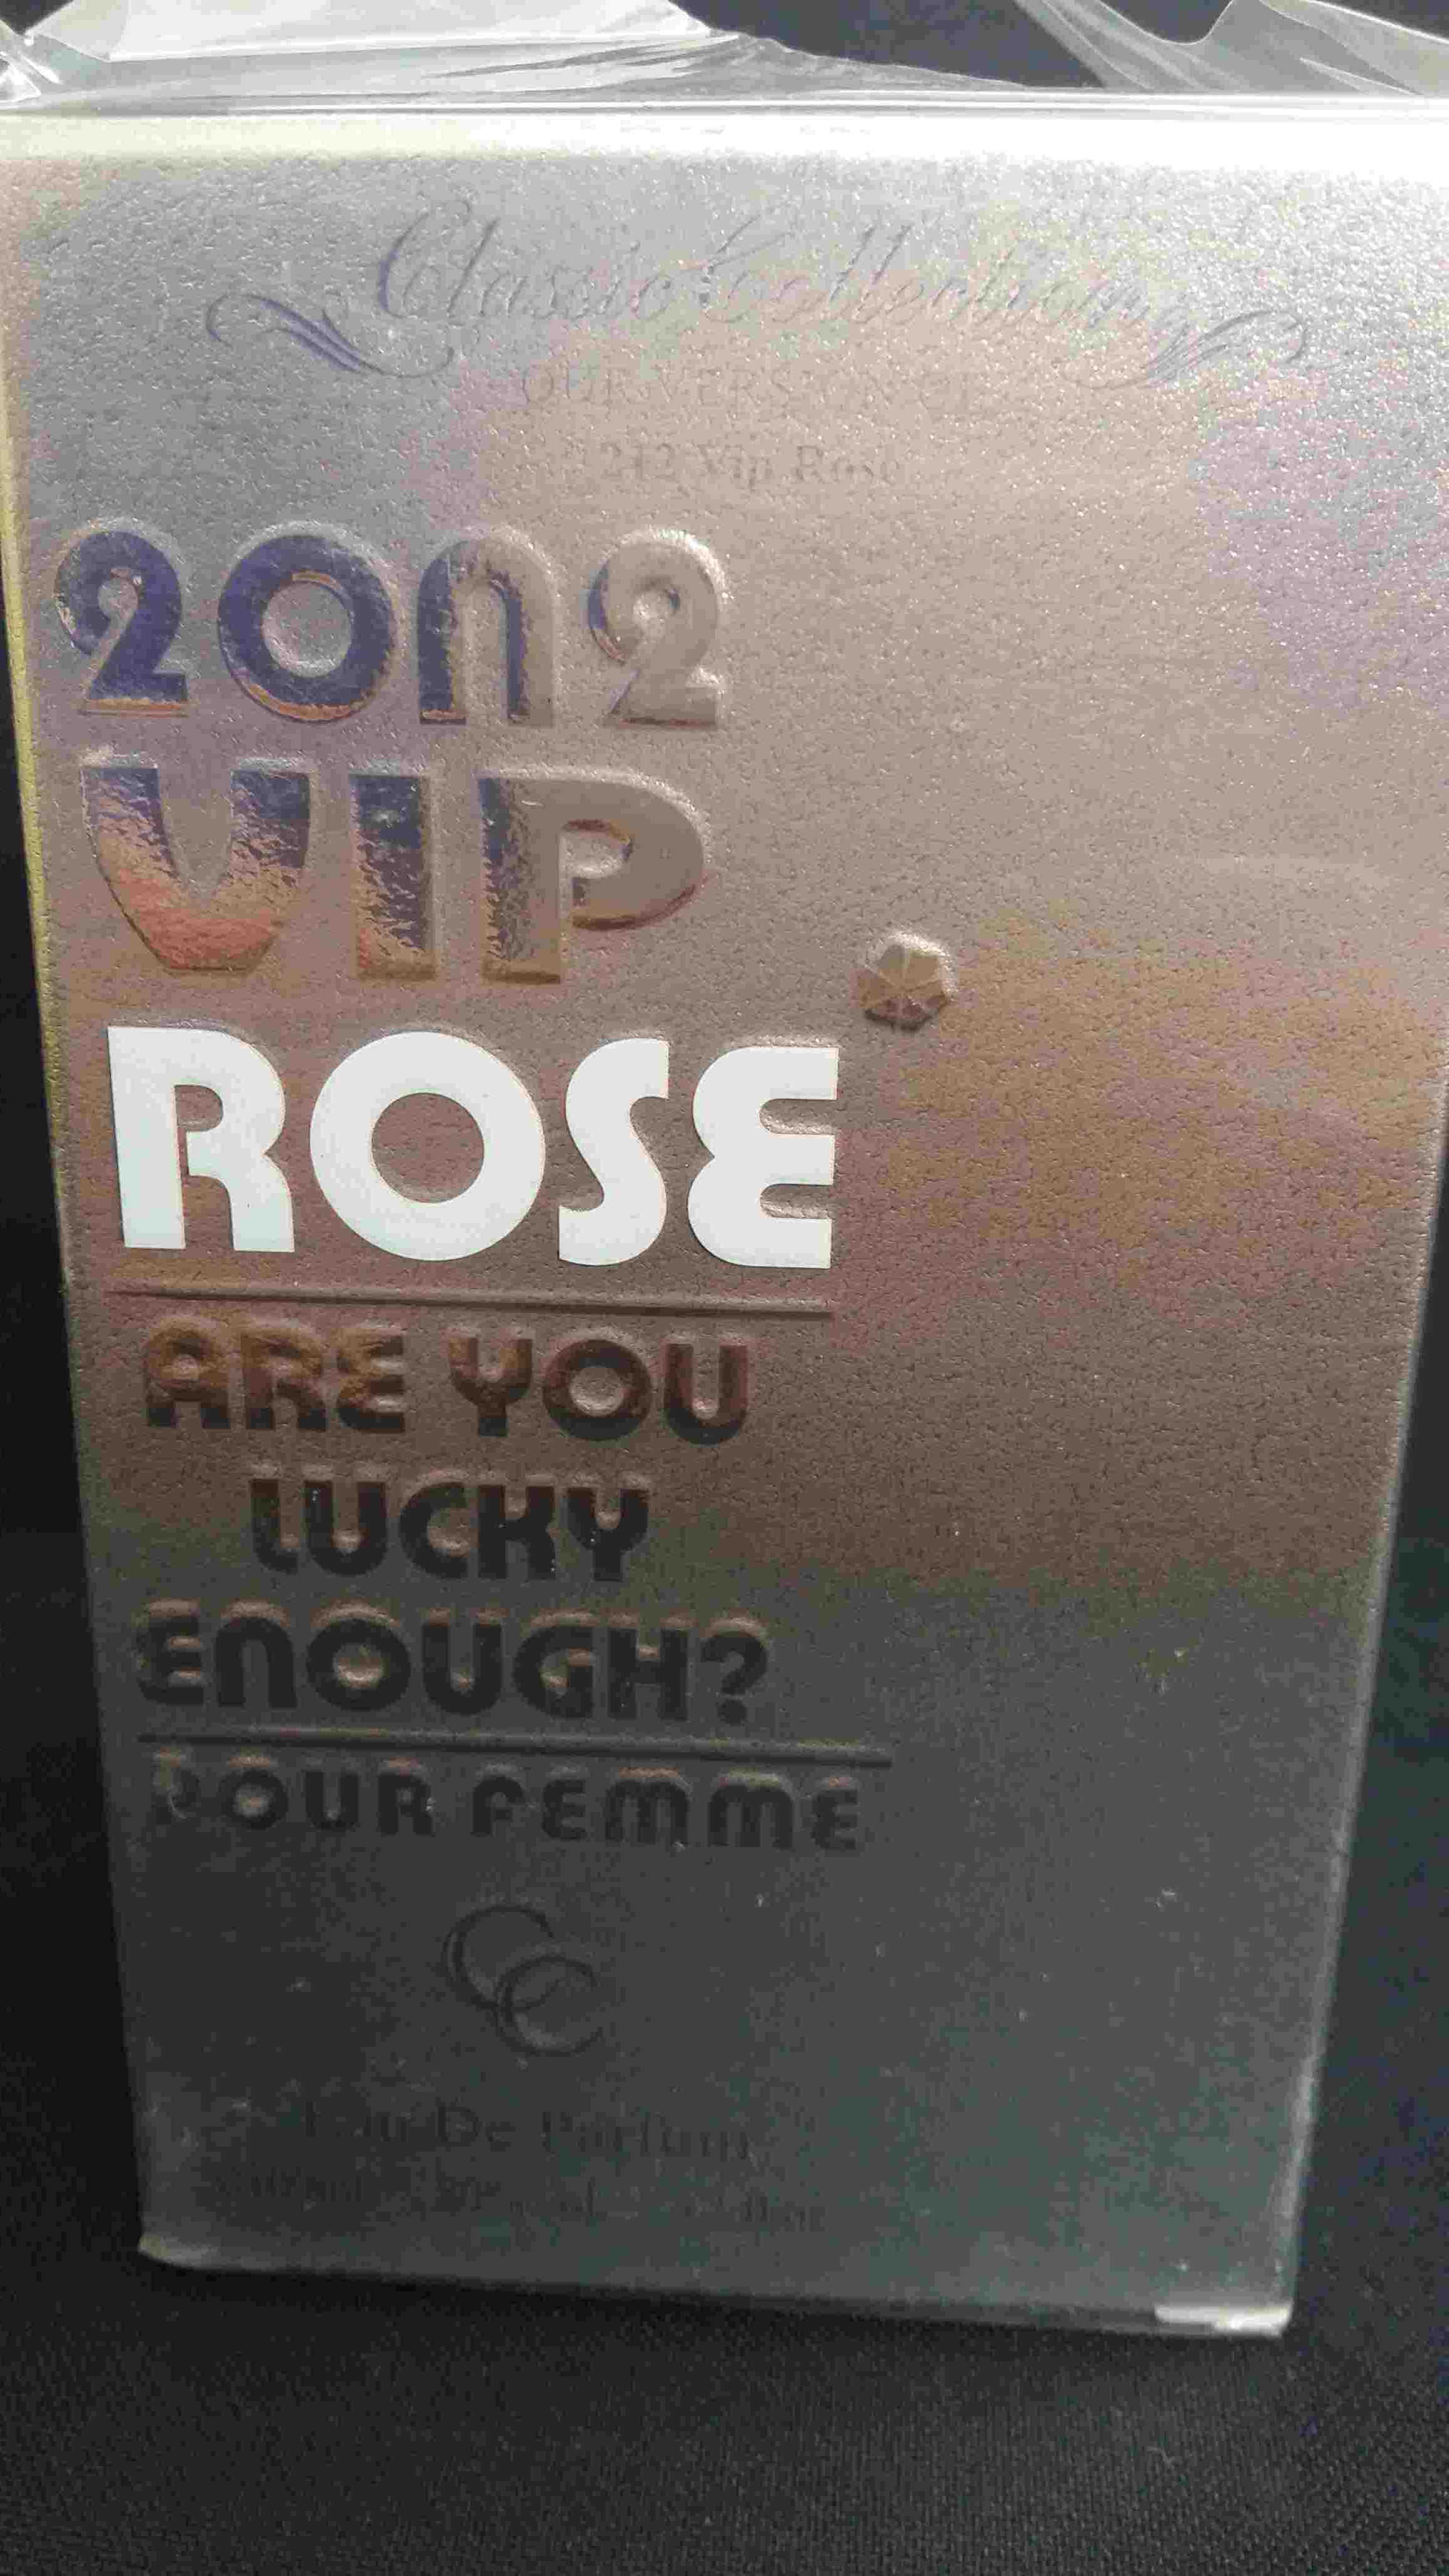 Classic Collection
OUR VERSION OF
212 Vip Rose
2on2
VIP
ROSE
ARE YOU
LUCKY
ENOUGH?
POUR FEMME
CC
Eau De Parfum